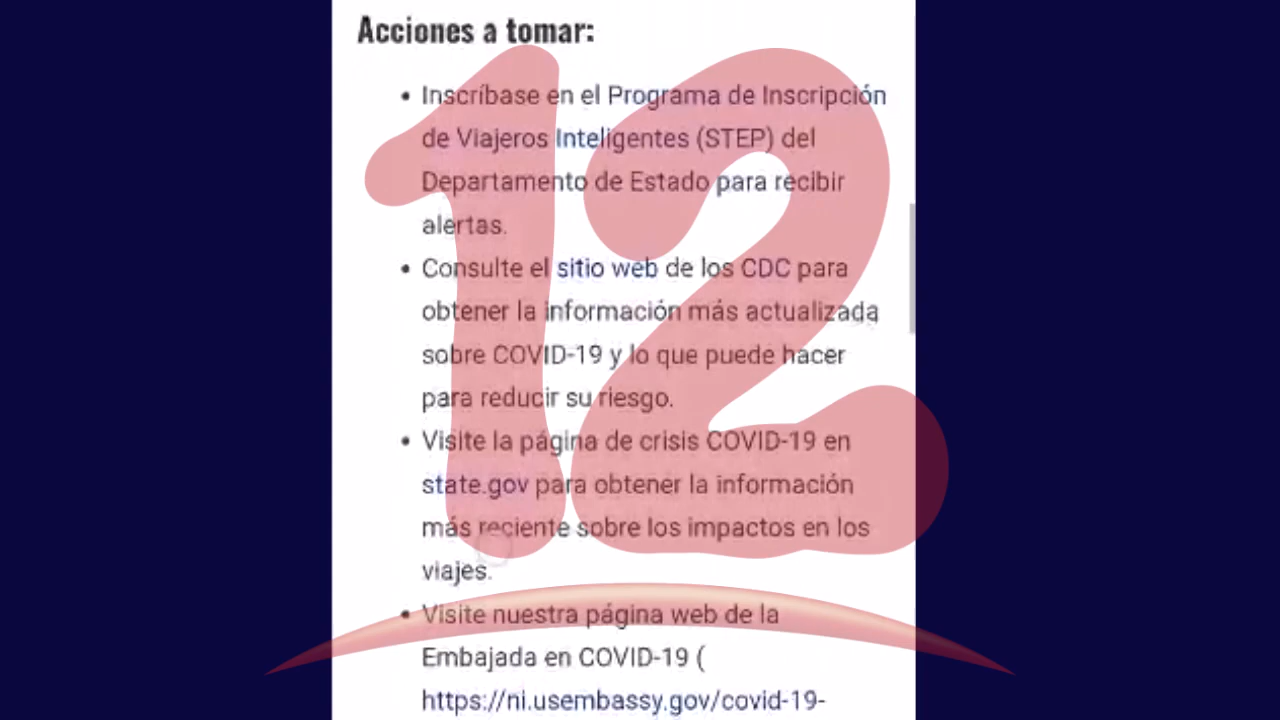 Acciones a tomar:
• Inscríbase en el Programa de Inscripción
de Viajeros Inteligentes (STEP) del
Departamento de Estado para recibir
alertas.
• Consulte el sitio web de los CDC para
obtener la información más actualizada
sobre COVID-19 y lo que puede hacer
para reducir su riesgo.
• Visite la página de crisis COVID-19 en
state.gov para obtener la información
más reciente sobre los impactos en los
viajes.
• Visite nuestra página web de la
Embajada en COVID-19 (
https://ni.usembassy.gov/covid-19-
12